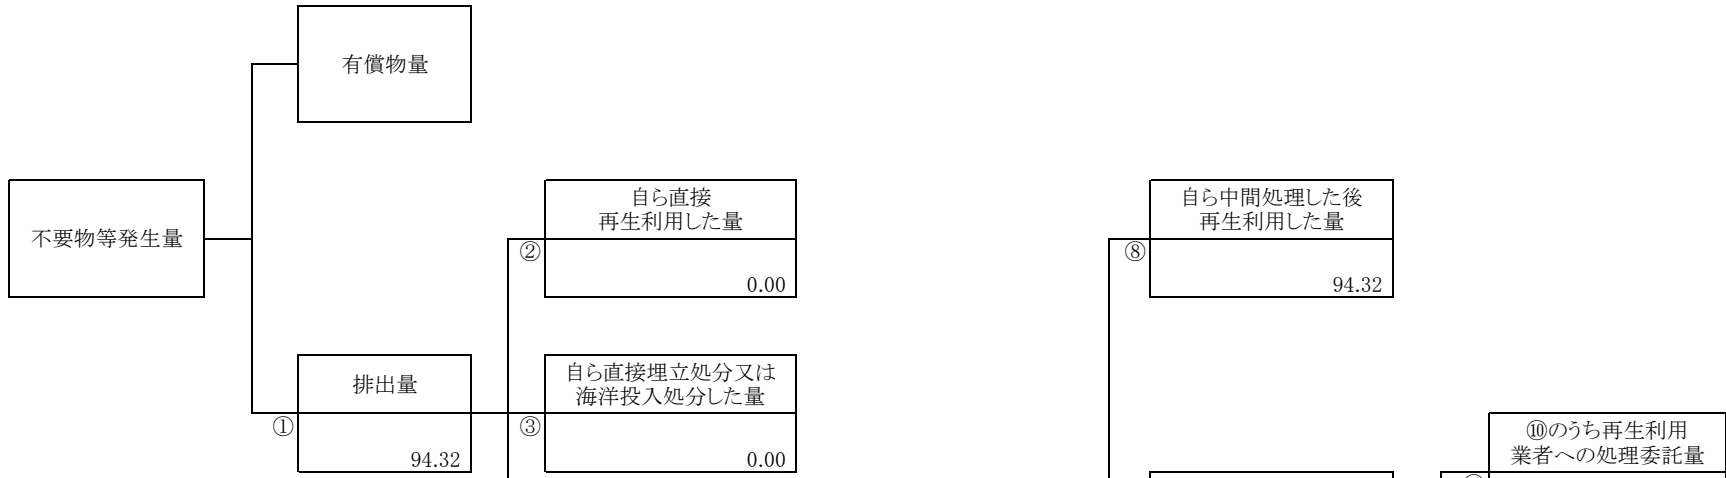 有償物量
不要物等発生量
自ら直接
再生利用した量
②
0.00
自ら中間処理した後
再生利用した量
⑧
94.32
排出量
①
94.32
自ら直接埋立処分又は
海洋投入処分した量
③
0.00
⑩のうち再生利用
業者への処理委託量